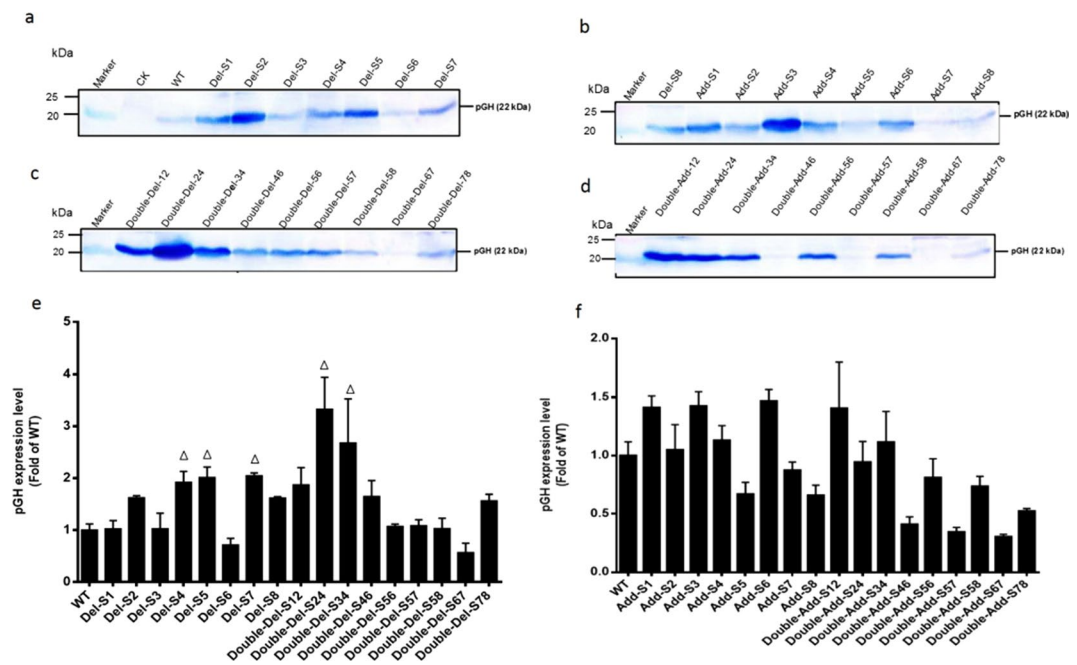 a
kDa
Marker
CK
WT
Del-S1
Del-S2
Del-S3
Del-S4
Del-S5
Del-S6
Del-S7
25
20
pGH (22 kDa)
b
kDa
Marker
Del-S8
Add-S1
Add-S2
Add-S3
Add-S4
Add-S5
Add-S6
Add-S7
Add-S8
25
20
pGH (22 kDa)
c
kDa
Marker
Double-Del-12
Double-Del-24
Double-Del-34
Double-Del-46
Double-Del-56
Double-Del-57
Double-Del-58
Double-Del-67
Double-Del-78
25
20
pGH (22 kDa)
d
kDa
Marker
Double-Add-12
Double-Add-24
Double-Add-34
Double-Add-46
Double-Add-56
Double-Add-57
Double-Add-58
Double-Add-67
Double-Add-78
25
20
pGH (22 kDa)
e
pGH expression level
(Fold of WT)
5
4
3
2
1
0
Δ
Δ
Δ
Δ
Δ
WT
Del-S1
Del-S2
Del-S3
Del-S4
Del-S5
Del-S6
Del-S7
Del-S8
Double-Del-S12
Double-Del-S24
Double-Del-S34
Double-Del-S46
Double-Del-S56
Double-Del-S57
Double-Del-S58
Double-Del-S67
Double-Del-S78
f
pGH expression level
(Fold of WT)
2.0
1.5
1.0
0.5
0.0
WT
Add-S1
Add-S2
Add-S3
Add-S4
Add-S5
Add-S6
Add-S7
Add-S8
Double-Add-S12
Double-Add-S24
Double-Add-S34
Double-Add-S46
Double-Add-S56
Double-Add-S57
Double-Add-S58
Double-Add-S67
Double-Add-S78